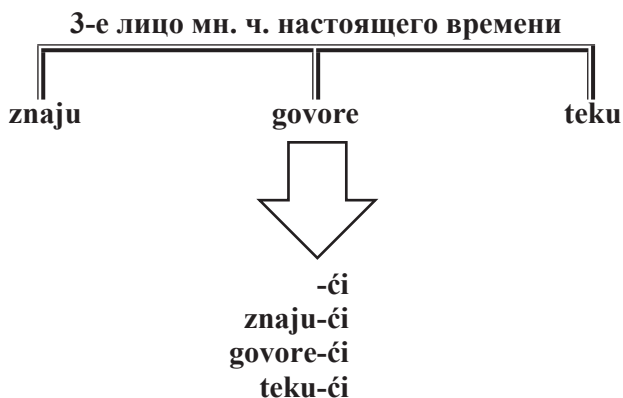 3-е лицо мн. ч. настоящего времени
znaju govore teku
-ći
znaju-ći
govore-ći
teku-ći